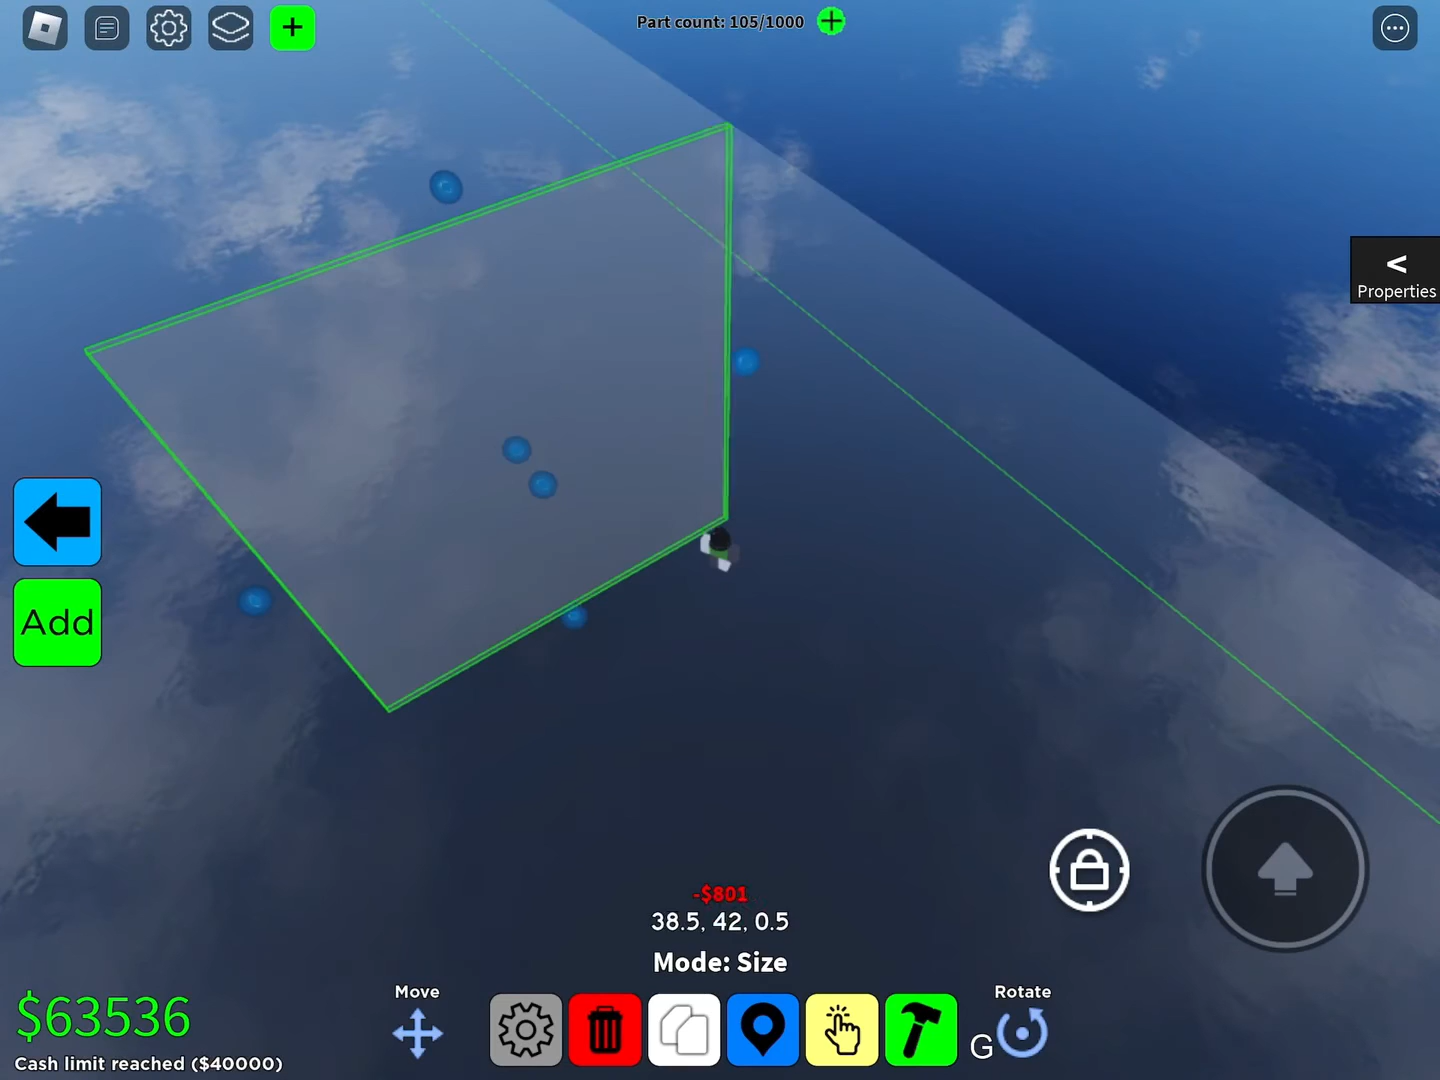 Part count: 105/1000
<
Properties
Add
-$801
38.5, 42, 0.5
Mode: Size
Move
Rotate
G
$63536
Cash limit reached ($40000)